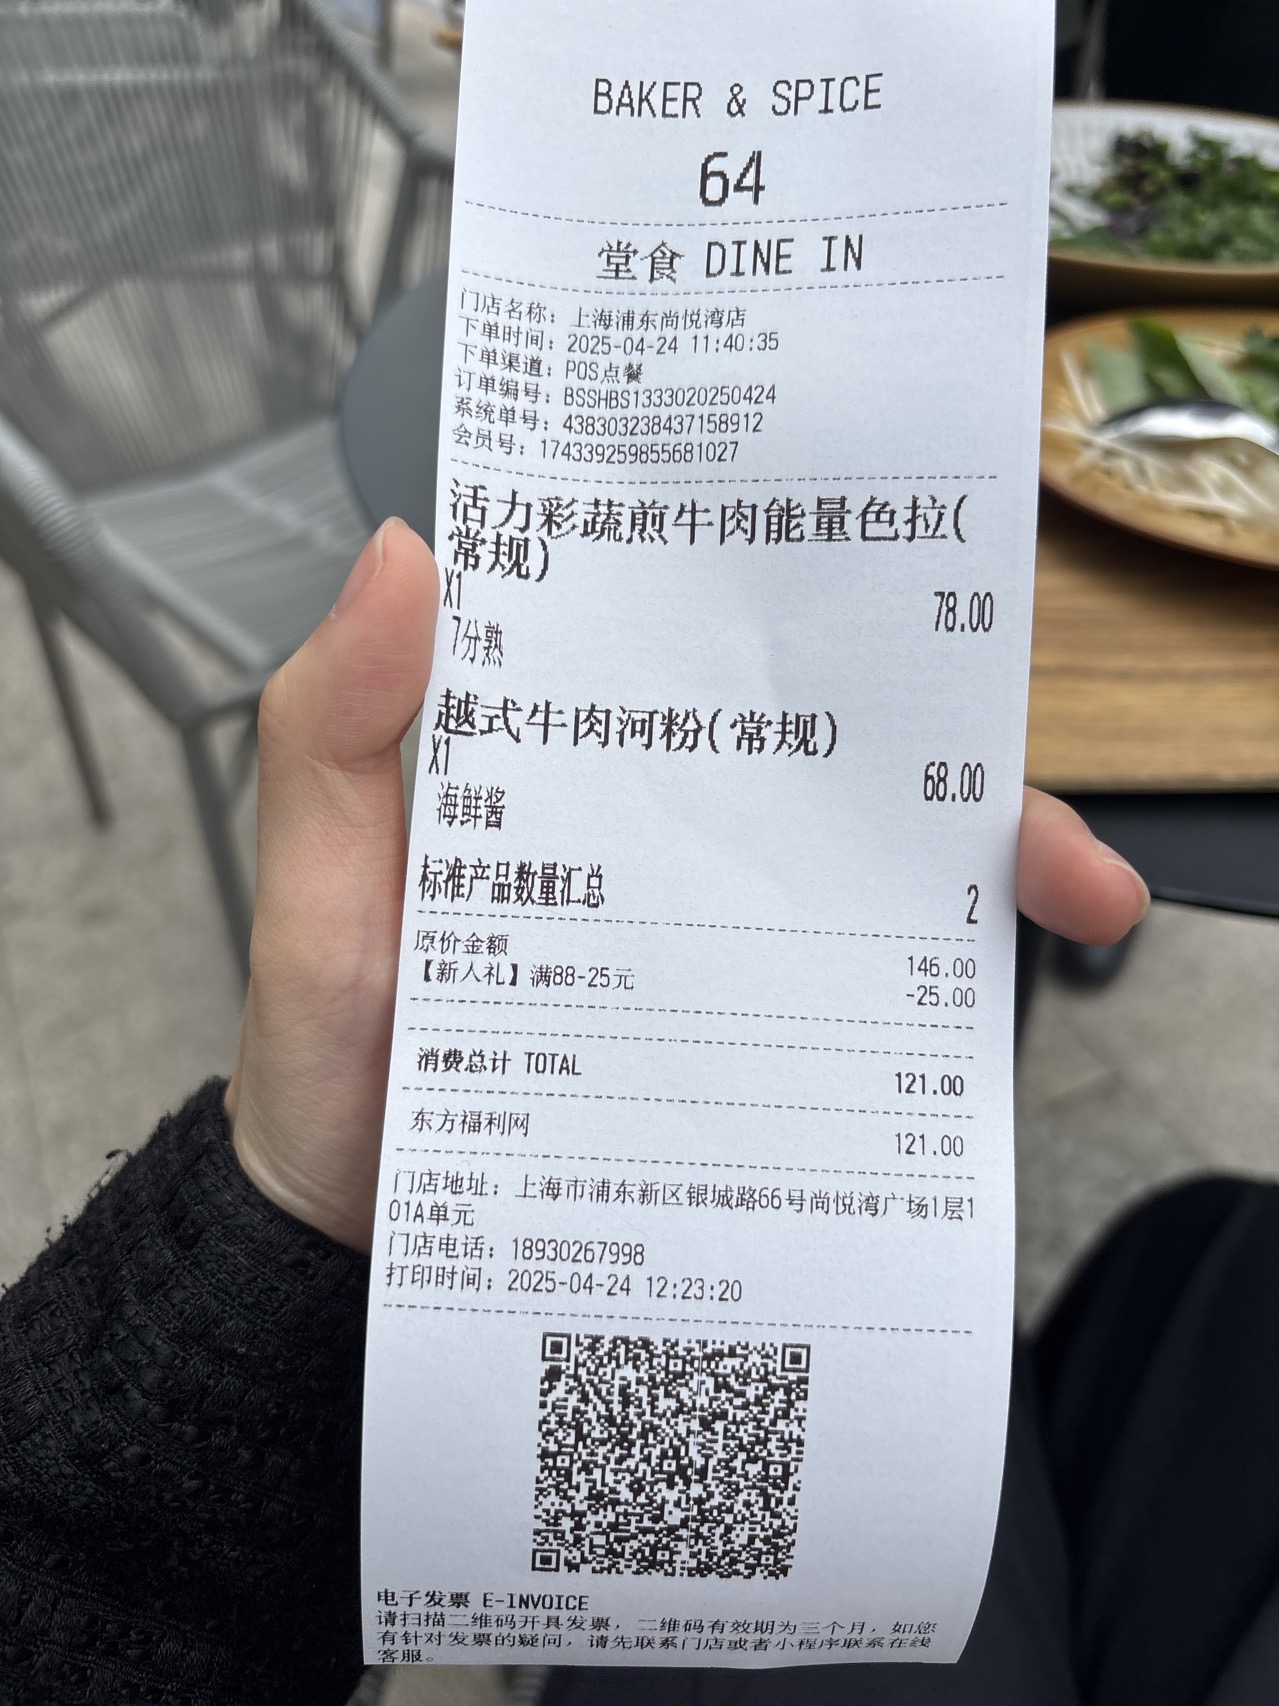 BAKER & SPICE
64
堂食 DINE IN
门店名称：上海浦东尚悦湾店
下单时间：2025-04-24 11:40:35
下单渠道：POS点餐
订单编号：BSSHBS1333020250424
系统单号：438303238437158912
会员号：174339259855681027
活力彩蔬煎牛肉能量色拉(
常规)
X1 78.00
7分熟
越式牛肉河粉(常规)
X1 68.00
海鲜酱
标准产品数量汇总 2
原价金额 146.00
【新人礼】满88-25元 -25.00
消费总计 TOTAL 121.00
东方福利网 121.00
门店地址：上海市浦东新区银城路66号尚悦湾广场1层1
01A单元
门店电话：18930267998
打印时间：2025-04-24 12:23:20
电子发票 E-INVOICE
请扫描二维码开具发票，二维码有效期为三个月，如您
有针对发票的疑问，请先联系门店或者小程序联系在线
客服。